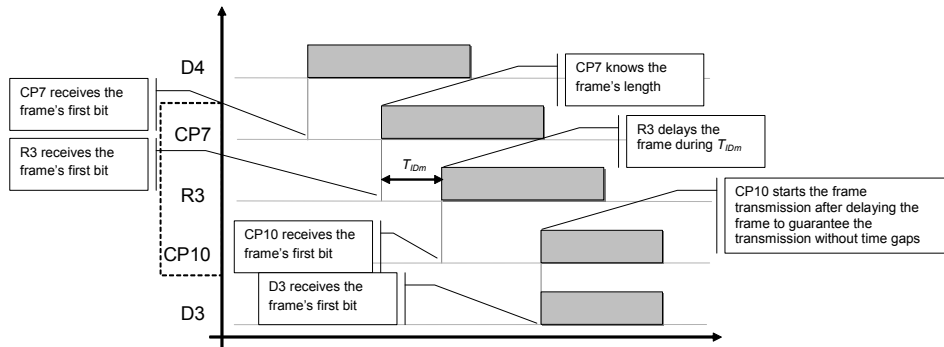 D4
CP7 receives the
frame's first bit
CP7 knows the
frame's length
CP7
R3 receives the
frame's first bit
T_IDm
R3 delays the
frame during T_IDm
R3
CP10 receives the
frame's first bit
CP10 starts the frame
transmission after delaying the
frame to guarantee the
transmission without time gaps
CP10
D3 receives the
frame's first bit
D3